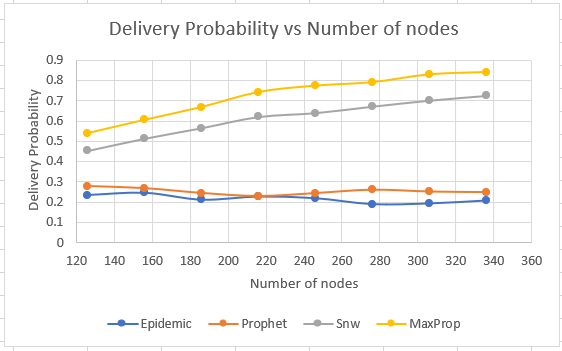 Delivery Probability vs Number of nodes
0.9
0.8
0.7
0.6
0.5
0.4
0.3
0.2
0.1
0
Delivery Probability
120 140 160 180 200 220 240 260 280 300 320 340 360
Number of nodes
Epidemic Prophet Snw MaxProp